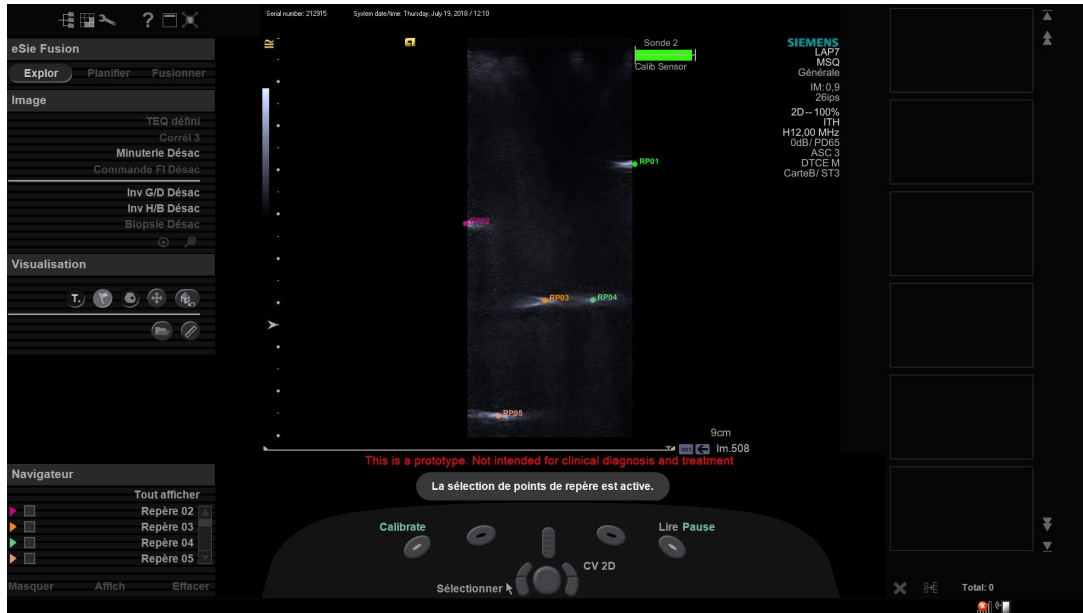 Serial number: 212915 System date/time: Thursday, July 19, 2018 / 12:10
?
eSie Fusion
Explor Planifier Fusionner
Image
TEQ défini
Corrél 3
Minuterie Désac
Commande FI Désac
Inv G/D Désac
Inv H/B Désac
Biopsie Désac
Visualisation
T.
Navigateur
Tout afficher
Repère 02
Repère 03
Repère 04
Repère 05
Masquer Affich Effacer
Sonde 2
Calib Sensor
SIEMENS
LAP7
MSQ
Générale
IM:0,9
26ips
2D-- 100%
ITH
H12,00 MHz
0dB/ PD65
ASC 3
DTCE M
CarteB/ ST3
RP01
RP02
RP03
RP04
RP05
9cm
Im.508
This is a prototype. Not intended for clinical diagnosis and treatment
La sélection de points de repère est active.
Calibrate
Lire Pause
CV 2D
Sélectionner
Total: 0